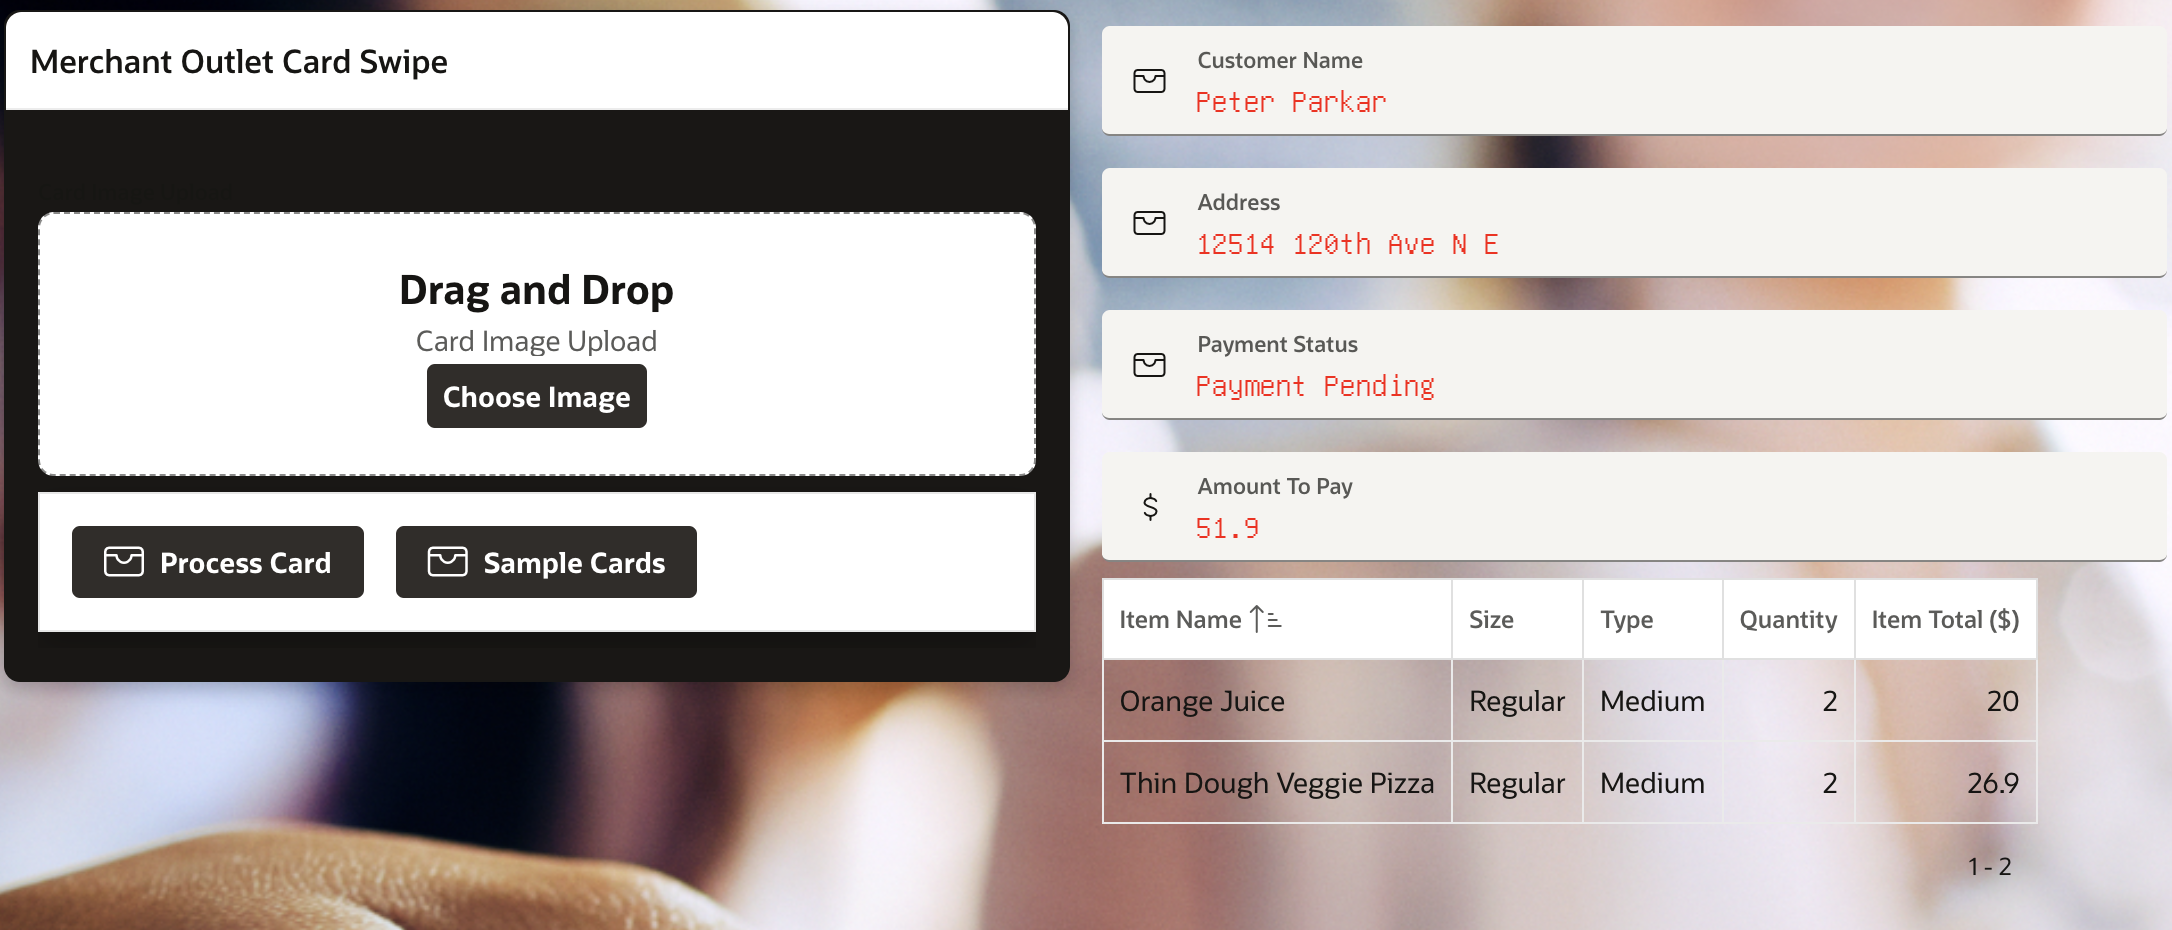 Merchant Outlet Card Swipe
Drag and Drop
Card Image Upload
Choose Image
Process Card
Sample Cards
Customer Name
Peter Parkar
Address
12514 120th Ave N E
Payment Status
Payment Pending
$ Amount To Pay
51.9
Item Name Size Type Quantity Item Total ($)
Orange Juice Regular Medium 2 20
Thin Dough Veggie Pizza Regular Medium 2 26.9
1 - 2